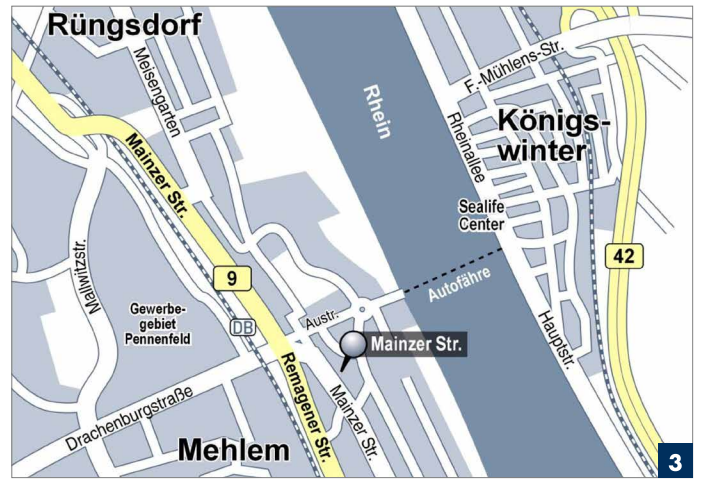 Rüngsdorf
Meisengarten
Rhein
F.-Mühlens-Str.
Rheinallee
Königs-
winter
Mainzer Str.
Sealife
Center
42
9
Mallwitzstr.
Autofähre
Gewerbe-
gebiet
Pennenfeld
DB
Austr.
Mainzer Str.
Hauptstr.
Remagener Str.
Mainzer Str.
Drachenburgstraße
Mehlem
3